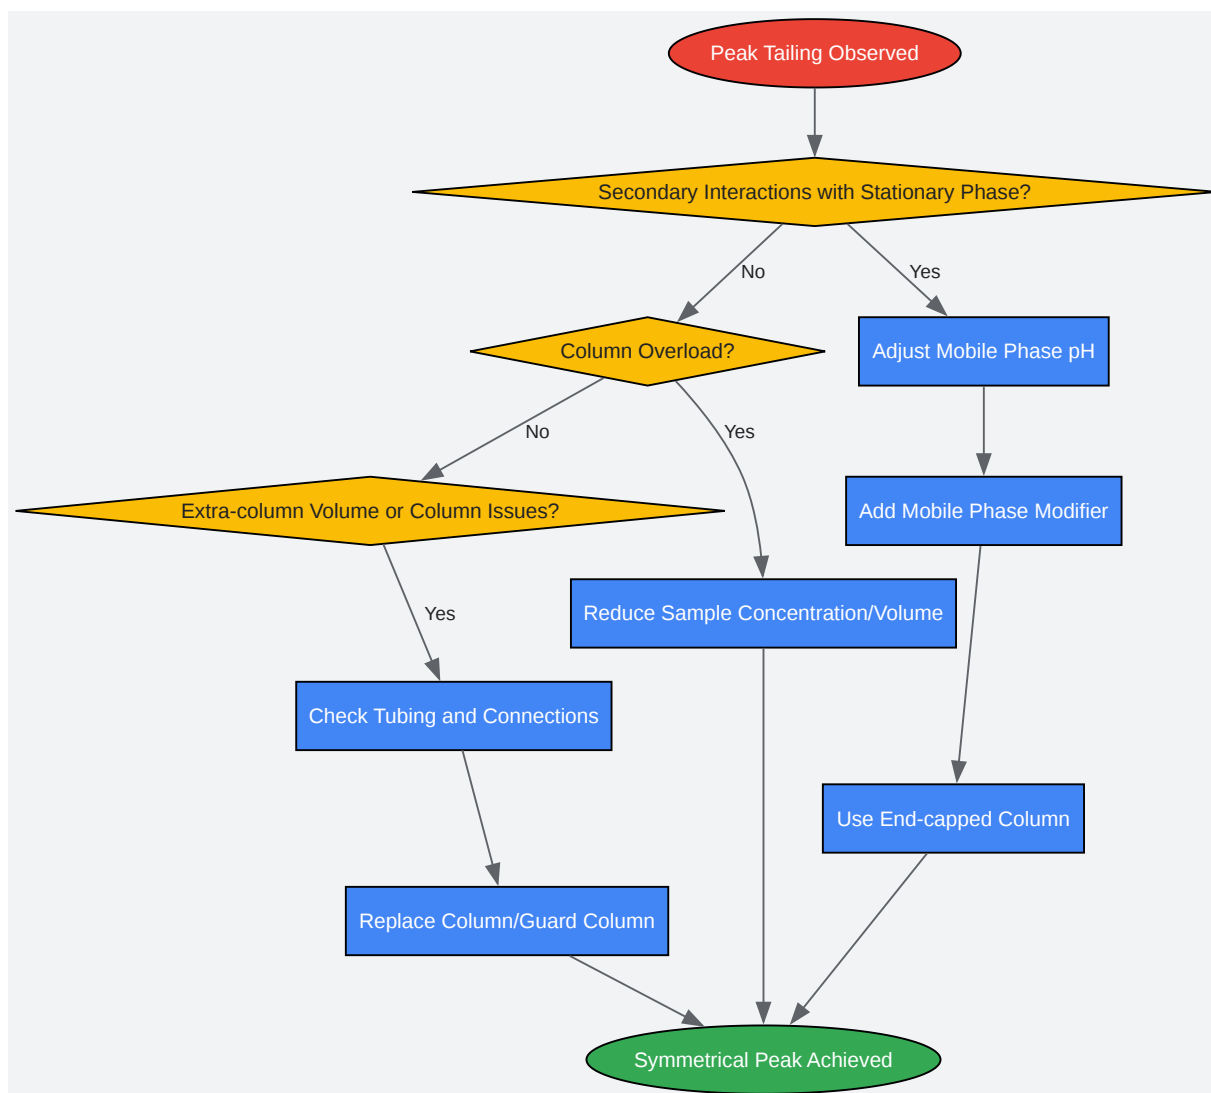 Peak Tailing Observed
Secondary Interactions with Stationary Phase?
No
Yes
Column Overload?
Adjust Mobile Phase pH
No
Yes
Extra-column Volume or Column Issues?
Add Mobile Phase Modifier
Yes
Reduce Sample Concentration/Volume
Check Tubing and Connections
Use End-capped Column
Replace Column/Guard Column
Symmetrical Peak Achieved